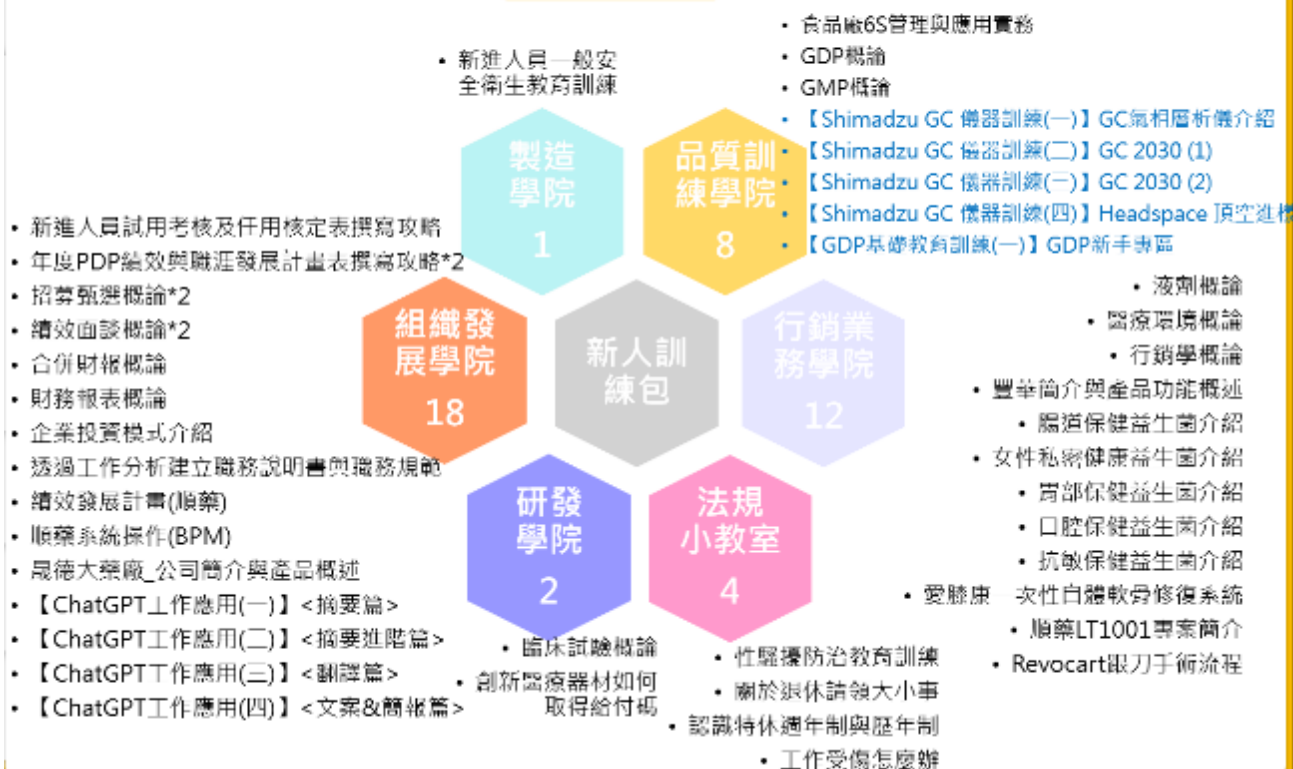 • 新進人員一般安
全衛生教育訓練
• 食品廠6S管理與應用實務
• GDP概論
• GMP概論
• 【Shimadzu GC 儀器訓練(一)】GC氣相層析儀介紹
• 【Shimadzu GC 儀器訓練(二)】GC 2030 (1)
• 【Shimadzu GC 儀器訓練(三)】GC 2030 (2)
• 【Shimadzu GC 儀器訓練(四)】Headspace 頂空進樣
• 【GDP基礎教育訓練(一)】GDP新手專區
製造
學院
1
品質訓
練學院
8
• 新進人員試用考核及任用核定表撰寫攻略
• 年度PDP績效與職涯發展計畫表撰寫攻略*2
• 招募甄選概論*2
• 績效面談概論*2
• 合併財報概論
• 財務報表概論
• 企業投資模式介紹
• 透過工作分析建立職務說明書與職務規範
• 績效發展計畫(順藥)
• 順藥系統操作(BPM)
• 晟德大藥廠_公司簡介與產品概述
• 【ChatGPT工作應用(一)】<摘要篇>
• 【ChatGPT工作應用(二)】<摘要進階篇>
• 【ChatGPT工作應用(三)】<翻譯篇>
• 【ChatGPT工作應用(四)】<文案&簡報篇>
組織發
展學院
18
新人訓
練包
行銷業
務學院
12
• 液劑概論
• 醫療環境概論
• 行銷學概論
• 豐華簡介與產品功能概述
• 腸道保健益生菌介紹
• 女性私密健康益生菌介紹
• 胃部保健益生菌介紹
• 口腔保健益生菌介紹
• 抗敏保健益生菌介紹
• 愛膝康一次性自體軟骨修復系統
• 順藥LT1001專案簡介
• Revocart跟刀手術流程
研發
學院
2
法規
小教室
4
• 臨床試驗概論
• 創新醫療器材如何
取得給付碼
• 性騷擾防治教育訓練
• 關於退休請領大小事
• 認識特休週年制與歷年制
• 工作受傷怎麼辦